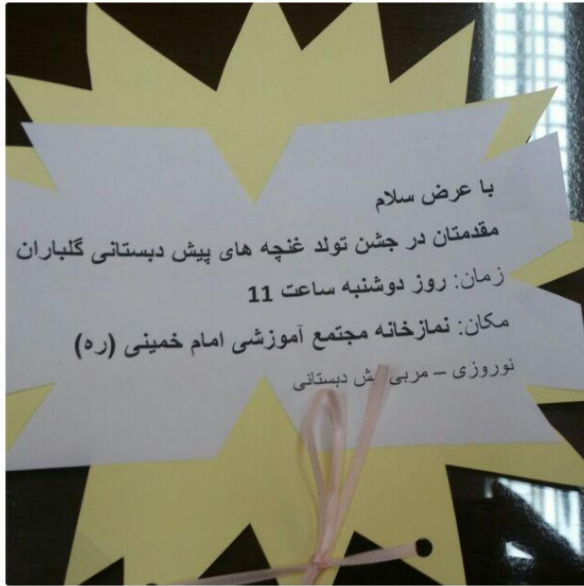 با عرض سلام
مقدمتان در جشن تولد غنچه های پیش دبستانی گلباران
زمان: روز دوشنبه ساعت 11
مکان: نمازخانه مجتمع آموزشی امام خمینی (ره)
نوروزی – مربی دبستانی